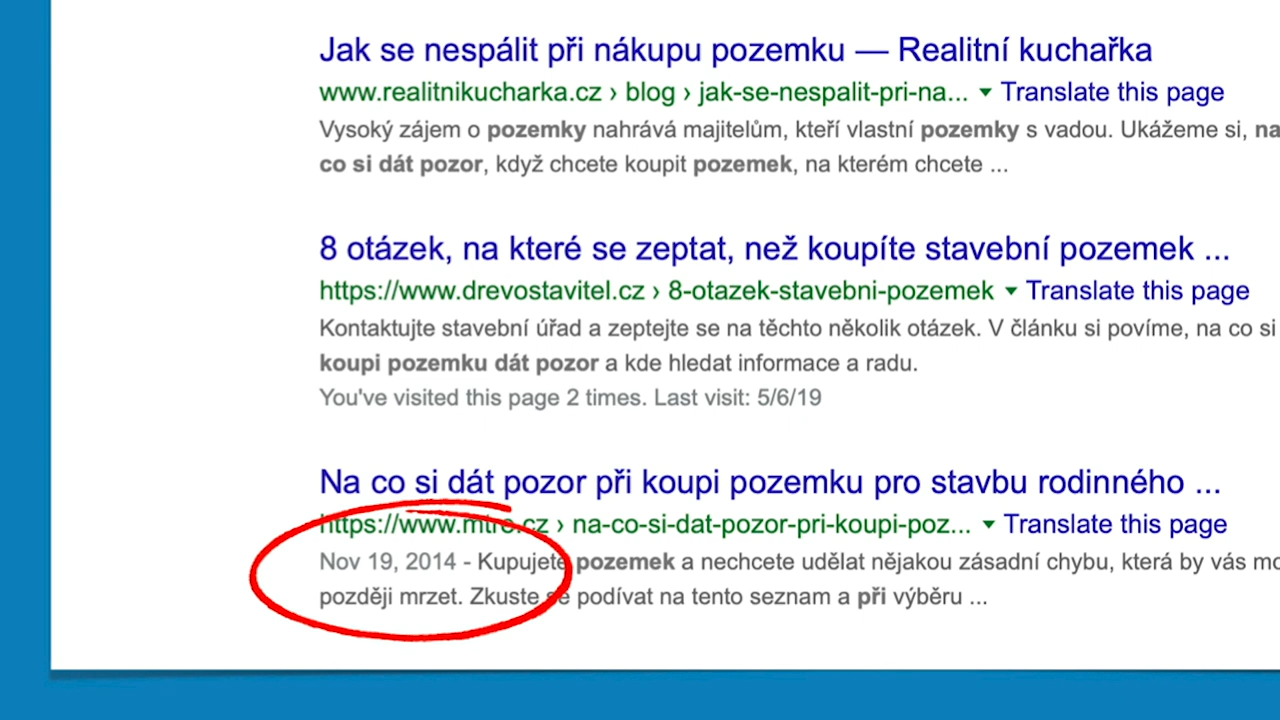 Jak se nespálit při nákupu pozemku — Realitní kuchařka
www.realitnikucharka.cz › blog › jak-se-nespalit-pri-na... ▼ Translate this page
Vysoký zájem o pozemky nahrává majitelům, kteří vlastní pozemky s vadou. Ukážeme si, na
co si dát pozor, když chcete koupit pozemek, na kterém chcete ...
8 otázek, na které se zeptat, než koupíte stavební pozemek ...
https://www.drevostavitel.cz › 8-otazek-stavebni-pozemek ▼ Translate this page
Kontaktujte stavební úřad a zeptejte se na těchto několik otázek. V článku si povíme, na co si
koupi pozemku dát pozor a kde hledat informace a radu.
You've visited this page 2 times. Last visit: 5/6/19
Na co si dát pozor při koupi pozemku pro stavbu rodinného ...
https://www.mtrc.cz › na-co-si-dat-pozor-pri-koupi-poz... ▼ Translate this page
Nov 19, 2014 - Kupujete pozemek a nechcete udělat nějakou zásadní chybu, která by vás
později mrzet. Zkuste se podívat na tento seznam a při výběru ...